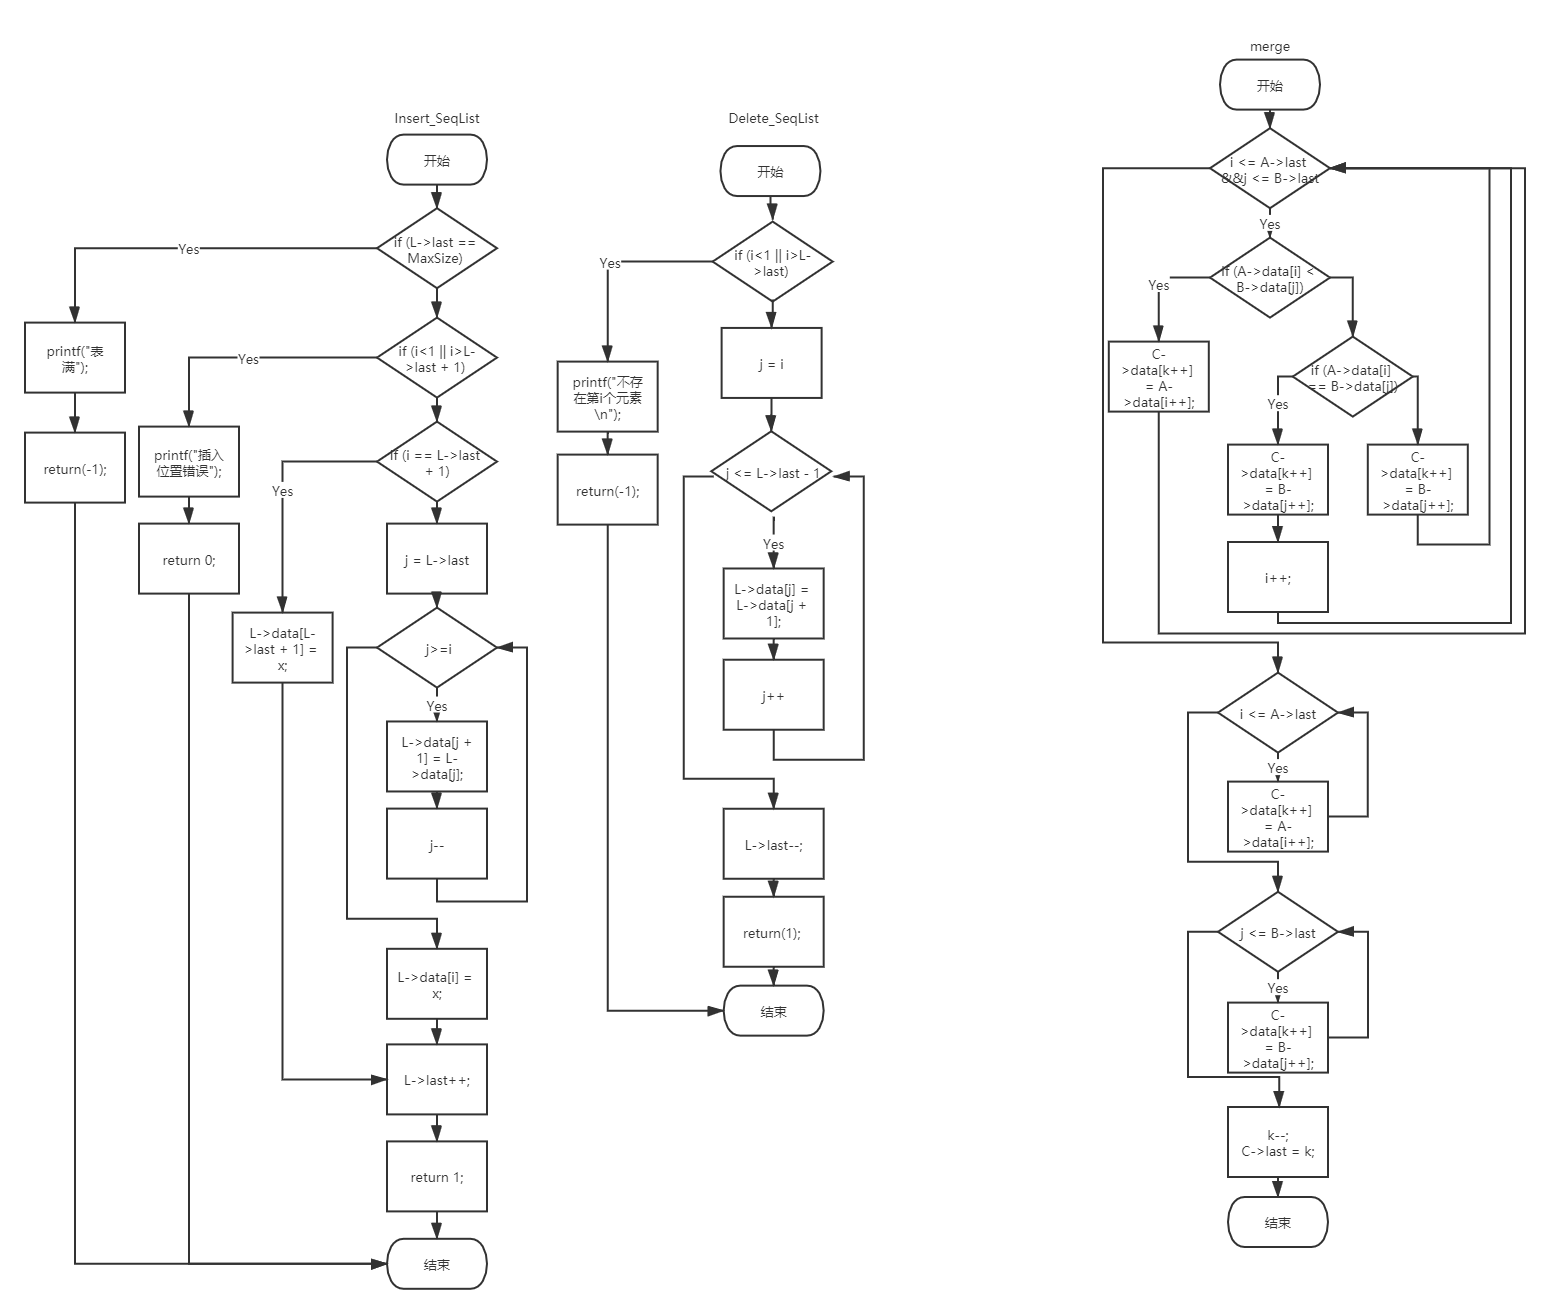 Insert_SeqList
开始
if (L->last ==
MaxSize)
Yes
printf("表
满");
return(-1);
if (i<1 || i>L-
>last + 1)
Yes
printf("插入
位置错误");
return 0;
if (i == L->last
+ 1)
Yes
L->data[L-
>last + 1] =
x;
j = L->last
j>=i
Yes
L->data[j +
1] = L-
>data[j];
j--
L->data[i] =
x;
L->last++;
return 1;
结束
Delete_SeqList
开始
if (i<1 || i>L-
>last)
Yes
printf("不存
在第i个元素
\n");
return(-1);
j = i
j <= L->last - 1
Yes
L->data[j] =
L->data[j +
1];
j++
L->last--;
return(1);
结束
merge
开始
i <= A->last
&&j <= B->last
Yes
if (A->data[i] <
B->data[j])
Yes
C-
>data[k++]
= A-
>data[i++];
if (A->data[i]
== B->data[j])
Yes
C-
>data[k++]
= B-
>data[j++];
i++;
C-
>data[k++]
= B-
>data[j++];
i <= A->last
Yes
C-
>data[k++]
= A-
>data[i++];
j <= B->last
Yes
C-
>data[k++]
= B-
>data[j++];
k--;
C->last = k;
结束